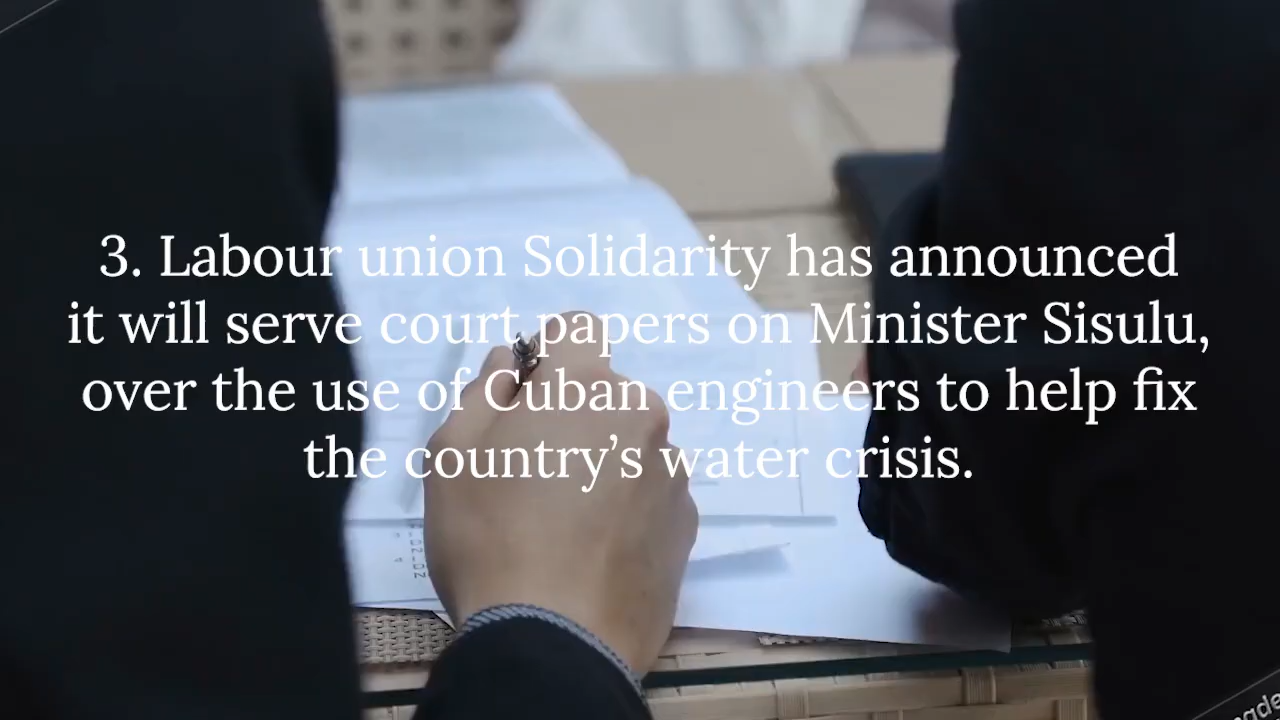 3. Labour union Solidarity has announced
it will serve court papers on Minister Sisulu,
over the use of Cuban engineers to help fix
the country’s water crisis.